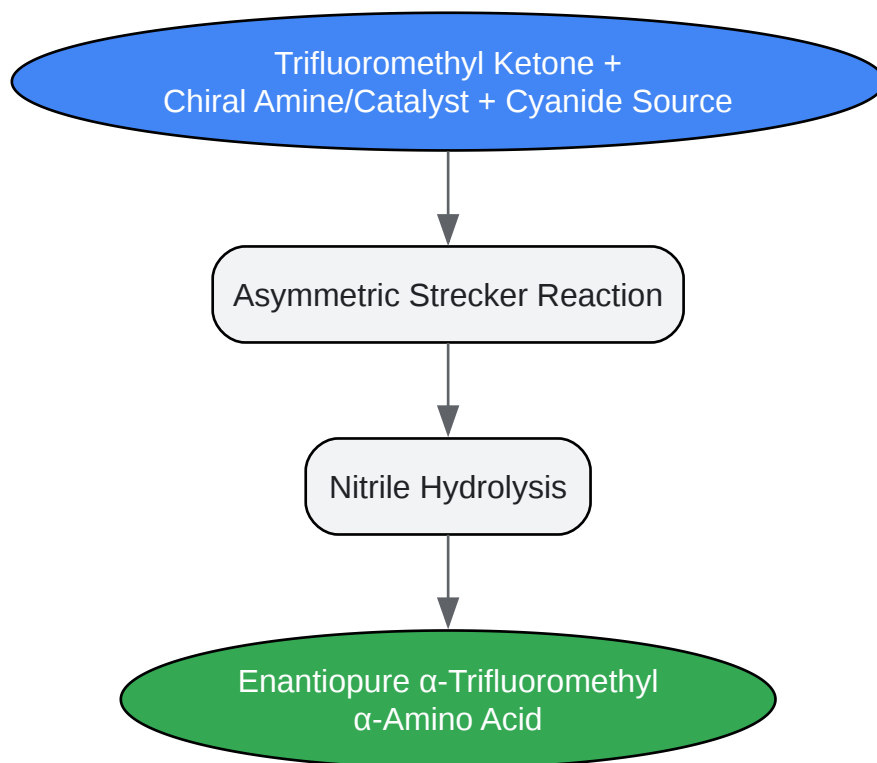 Trifluoromethyl Ketone +
Chiral Amine/Catalyst + Cyanide Source
Asymmetric Strecker Reaction
Nitrile Hydrolysis
Enantiopure α-Trifluoromethyl
α-Amino Acid